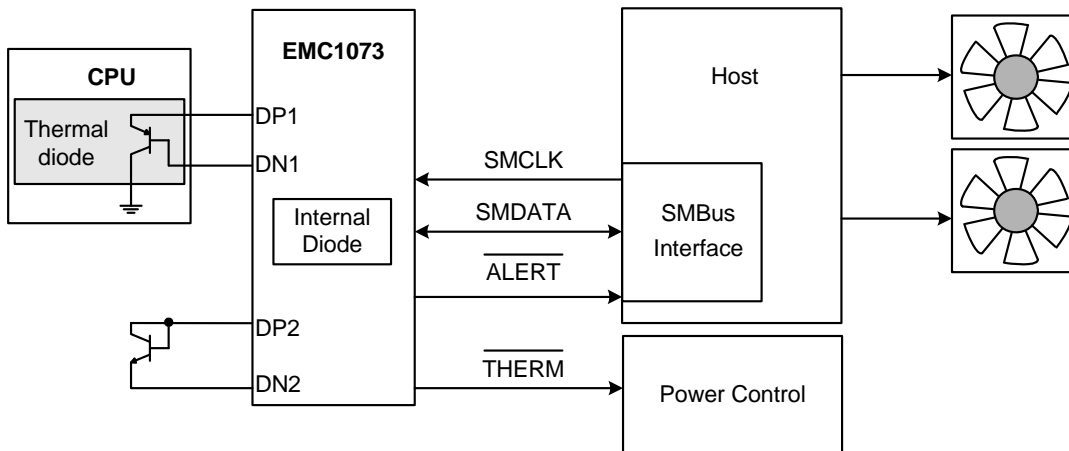 CPU
Thermal
diode
EMC1073
DP1
DN1
Internal
Diode
DP2
DN2
SMCLK
SMDATA
ALERT
THERM
Host
SMBus
Interface
Power Control